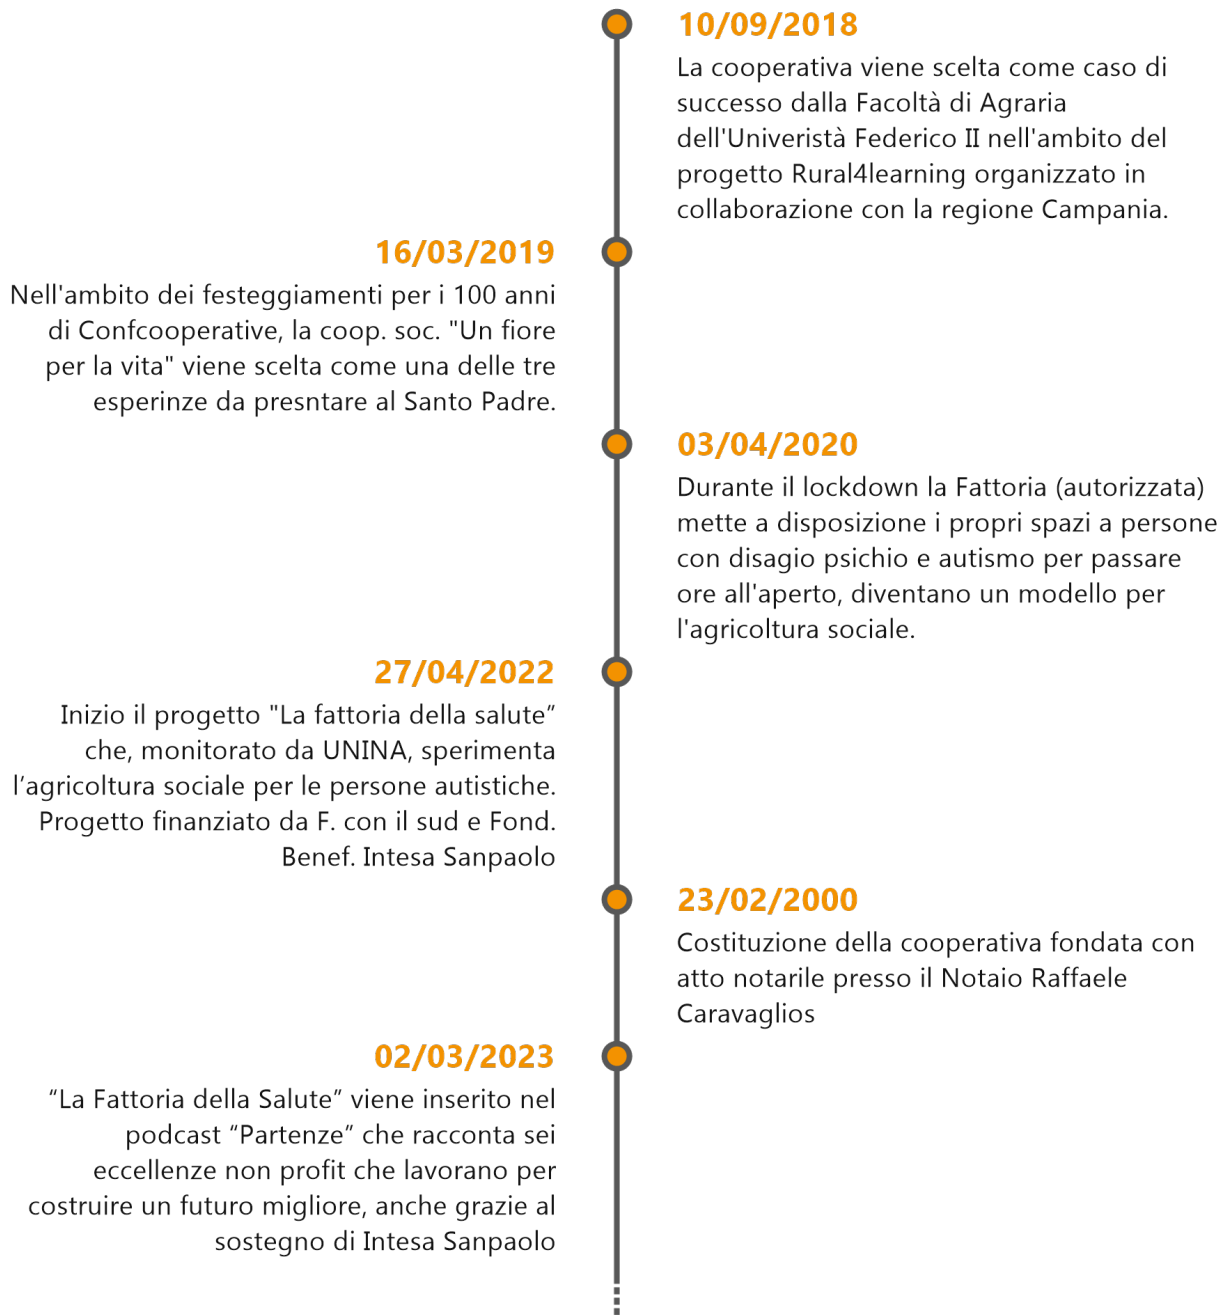 10/09/2018
La cooperativa viene scelta come caso di
successo dalla Facoltà di Agraria
dell'Univeristà Federico II nell'ambito del
progetto Rural4learning organizzato in
collaborazione con la regione Campania.
16/03/2019
Nell'ambito dei festeggiamenti per i 100 anni
di Confcooperative, la coop. soc. "Un fiore
per la vita" viene scelta come una delle tre
esperinze da presntare al Santo Padre.
03/04/2020
Durante il lockdown la Fattoria (autorizzata)
mette a disposizione i propri spazi a persone
con disagio psichio e autismo per passare
ore all'aperto, diventano un modello per
l'agricoltura sociale.
27/04/2022
Inizio il progetto "La fattoria della salute”
che, monitorato da UNINA, sperimenta
l’agricoltura sociale per le persone autistiche.
Progetto finanziato da F. con il sud e Fond.
Benef. Intesa Sanpaolo
23/02/2000
Costituzione della cooperativa fondata con
atto notarile presso il Notaio Raffaele
Caravaglios
02/03/2023
“La Fattoria della Salute” viene inserito nel
podcast “Partenze” che racconta sei
eccellenze non profit che lavorano per
costruire un futuro migliore, anche grazie al
sostegno di Intesa Sanpaolo